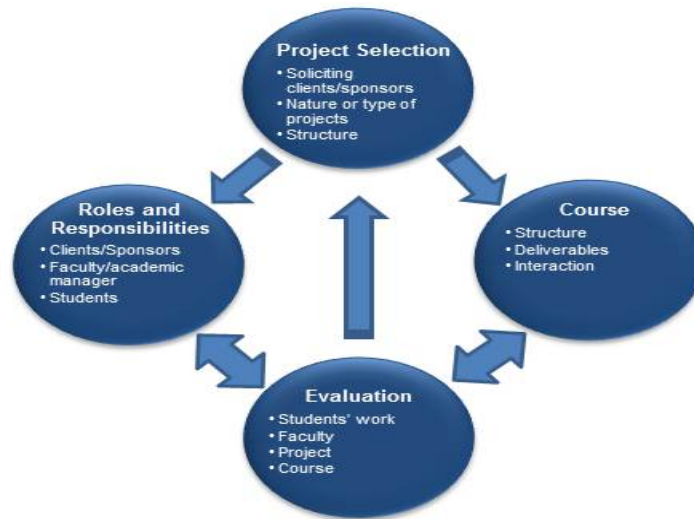 Project Selection
• Soliciting
clients/sponsors
• Nature or type of
projects
• Structure
Roles and
Responsibilities
• Clients/Sponsors
• Faculty/academic
manager
• Students
Course
• Structure
• Deliverables
• Interaction
Evaluation
• Students' work
• Faculty
• Project
• Course